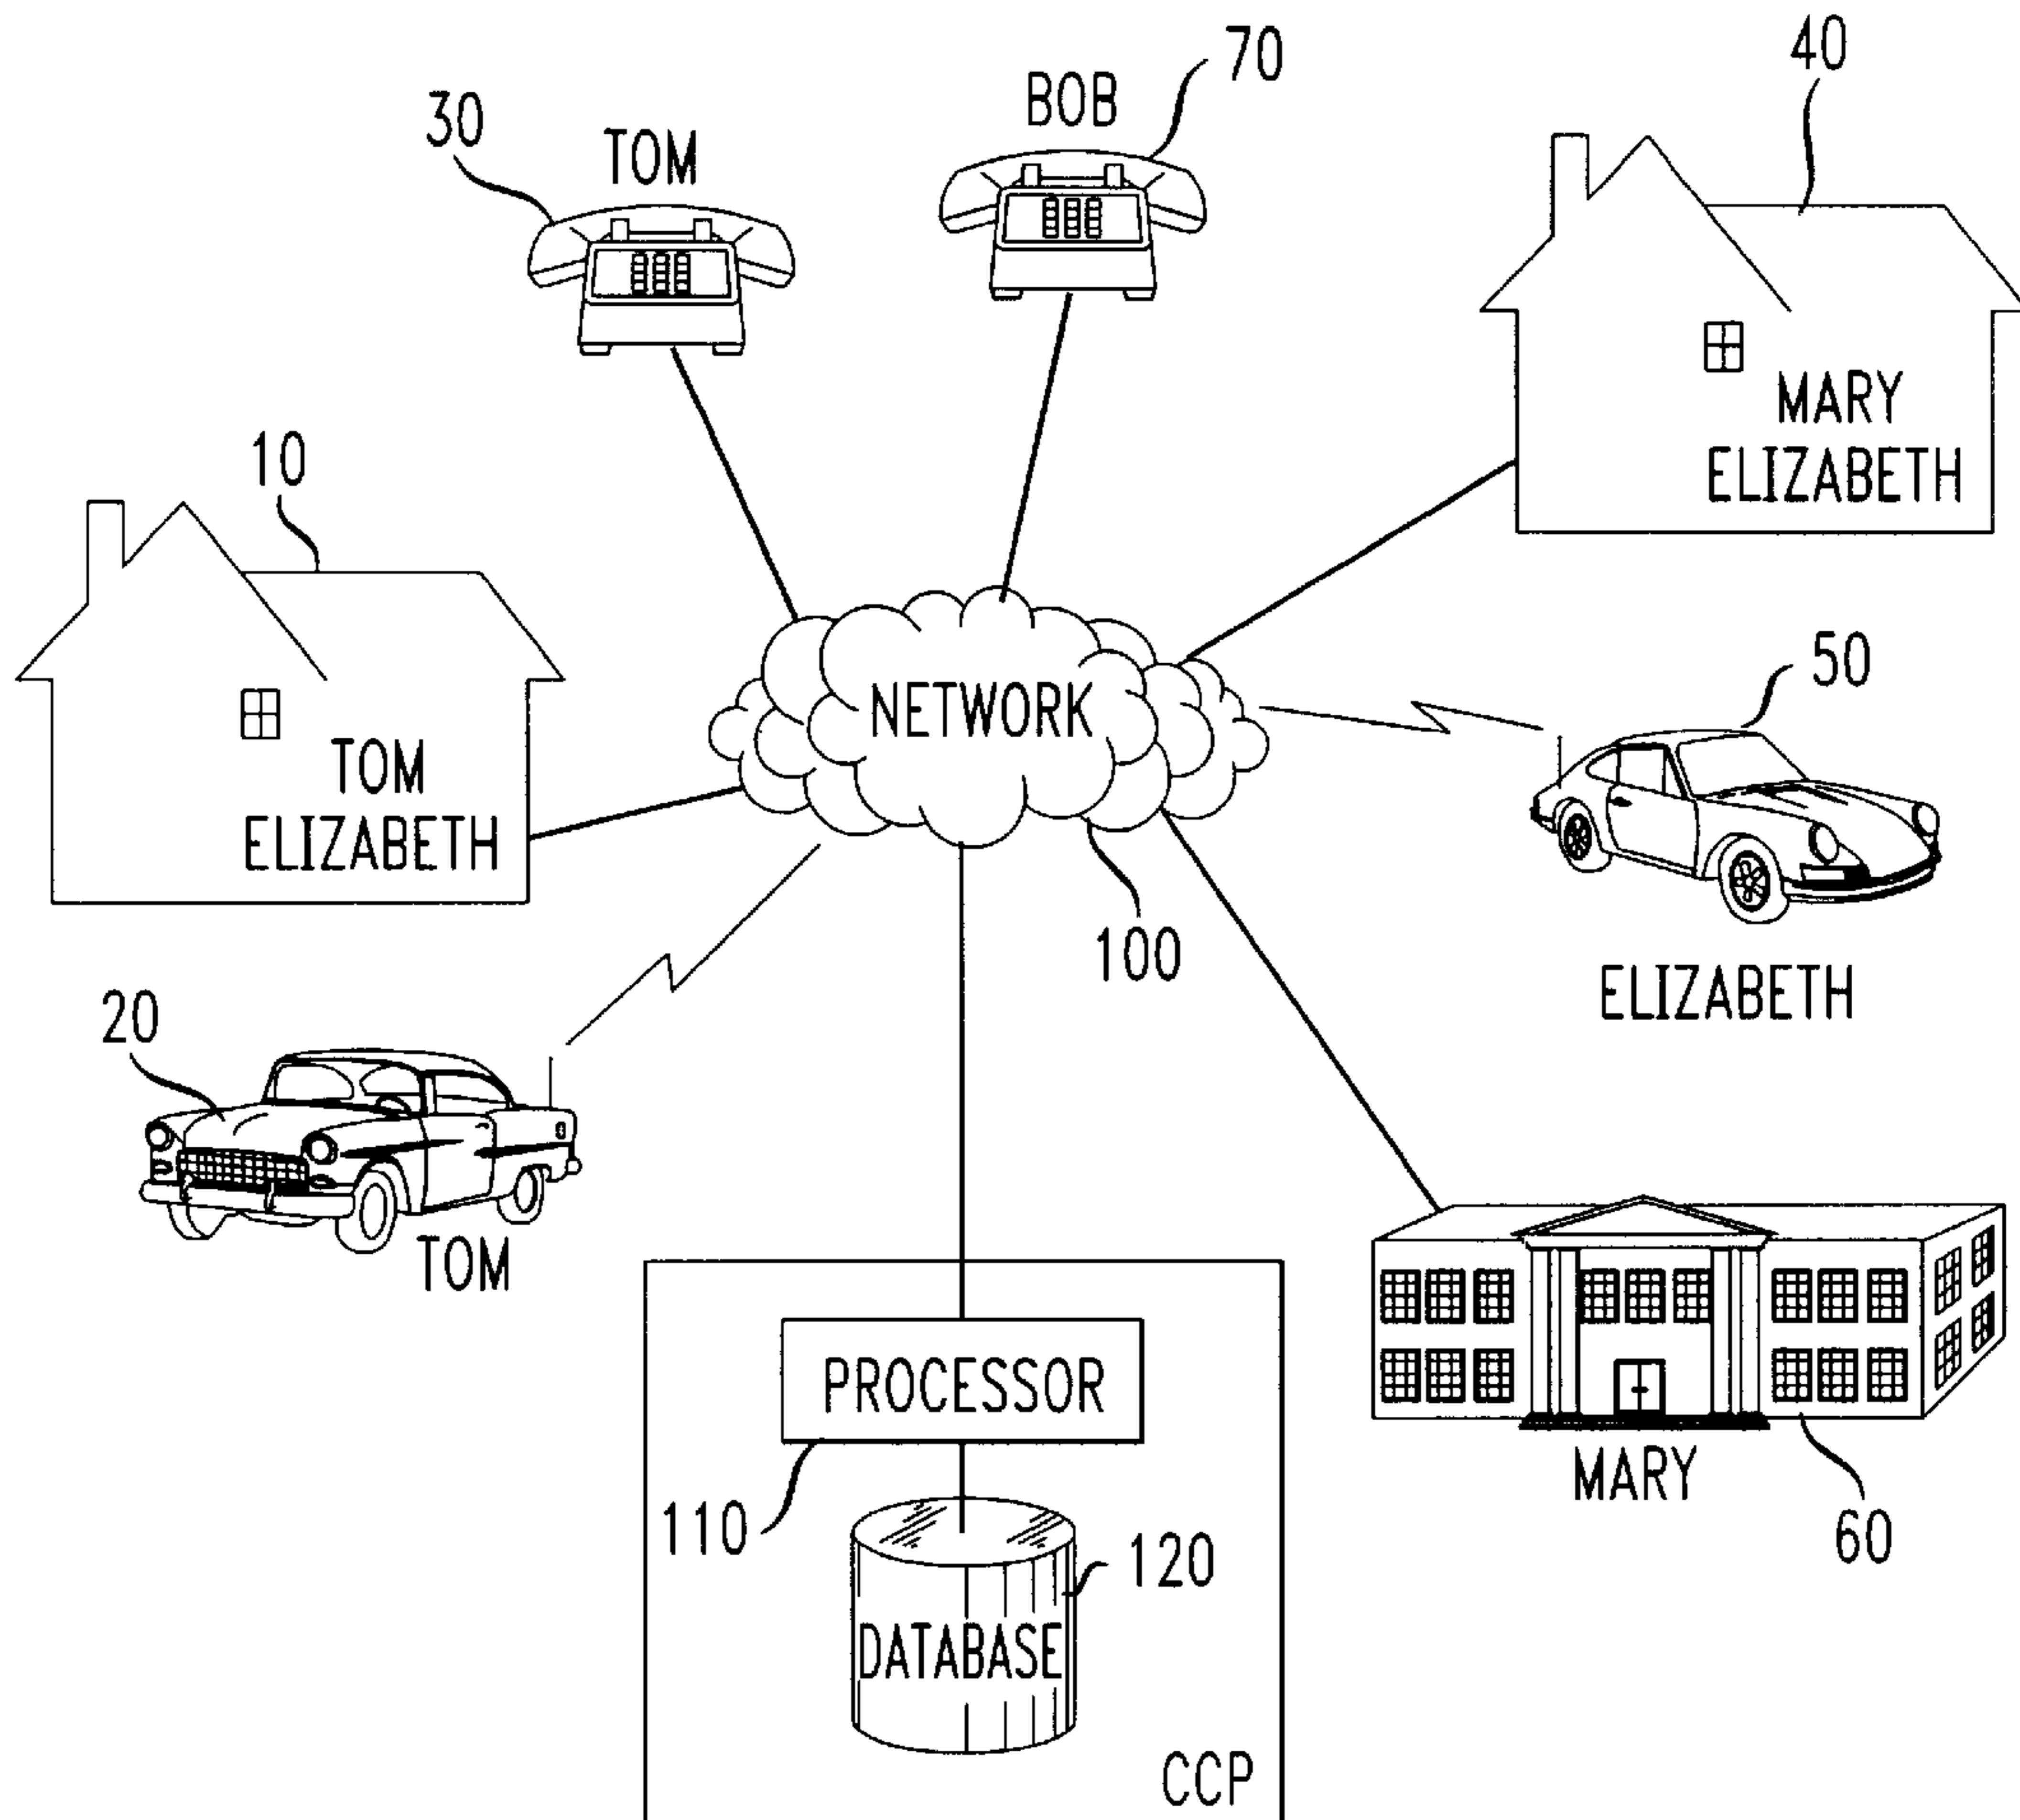 40
70
BOB
30
TOM
MARY
ELIZABETH
10
50
NETWORK
TOM
ELIZABETH
100
ELIZABETH
20
TOM
PROCESSOR
MARY
110
60
120
DATABASE
CCP